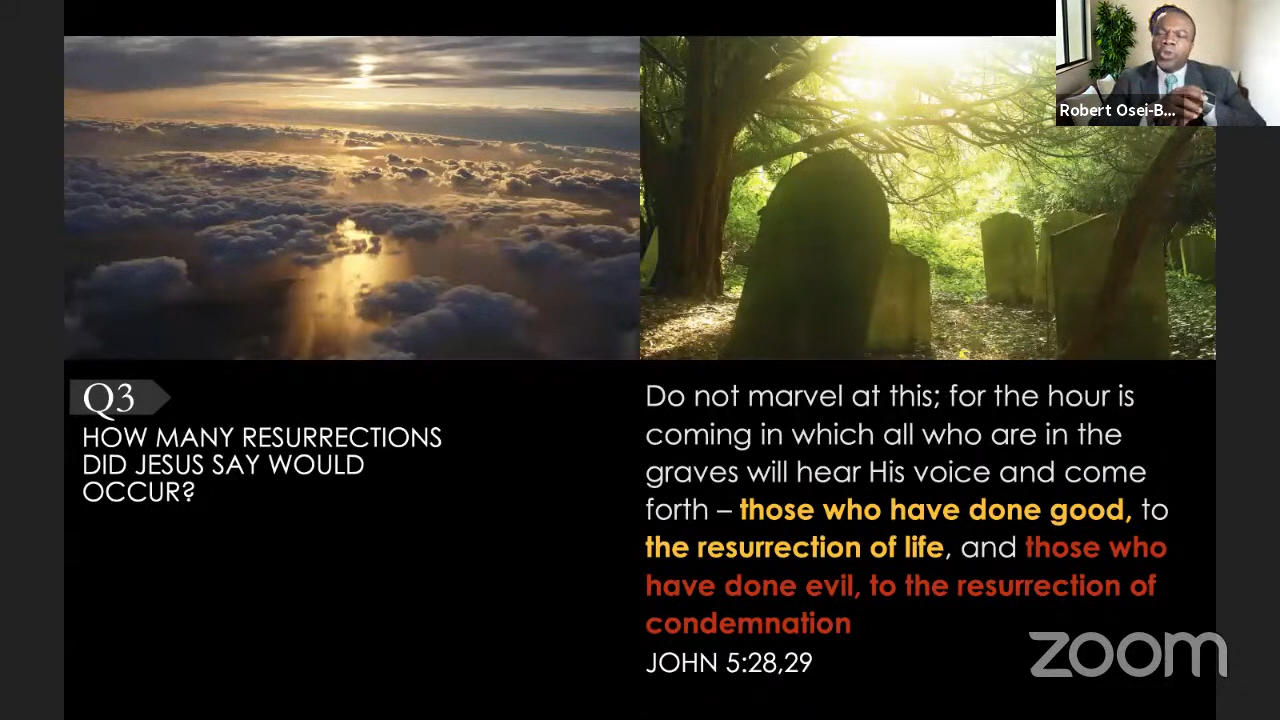 Robert Osei-B...
Q3
HOW MANY RESURRECTIONS
DID JESUS SAY WOULD
OCCUR?
Do not marvel at this; for the hour is
coming in which all who are in the
graves will hear His voice and come
forth – those who have done good, to
the resurrection of life, and those who
have done evil, to the resurrection of
condemnation
JOHN 5:28,29
zoom